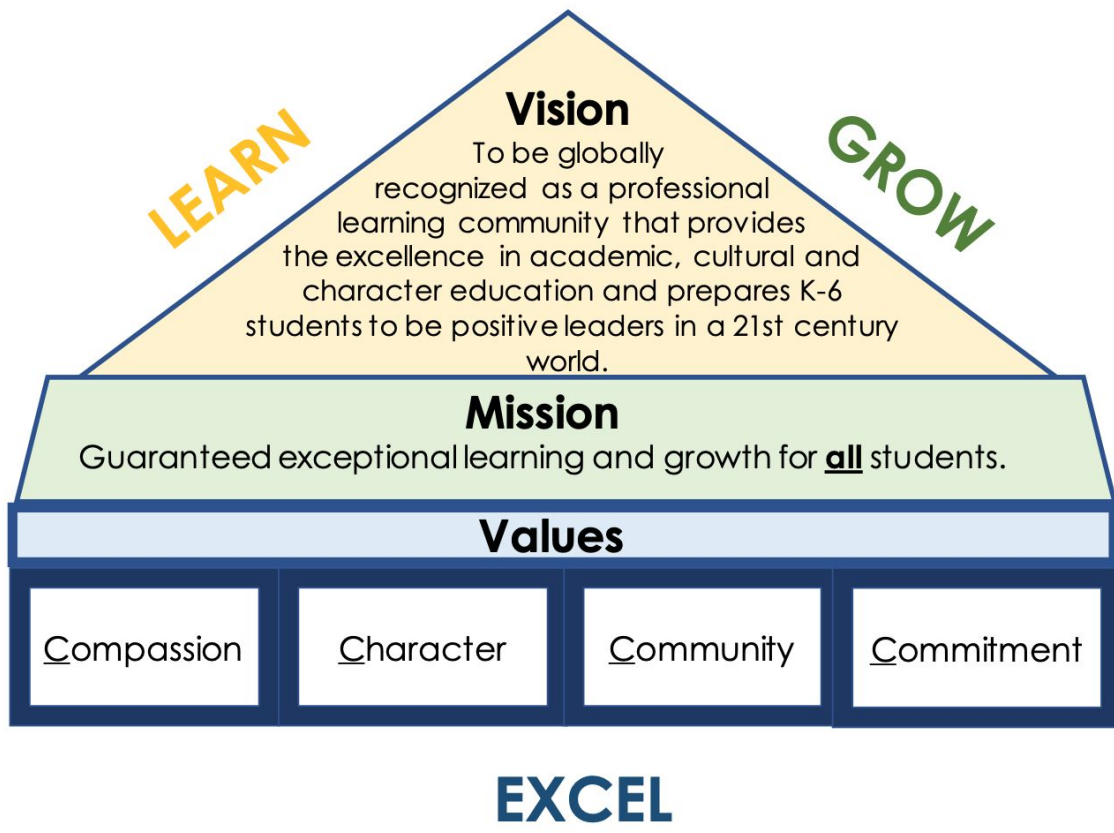 LEARN
GROW
Vision
To be globally
recognized as a professional
learning community that provides
the excellence in academic, cultural and
character education and prepares K-6
students to be positive leaders in a 21st century
world.
Mission
Guaranteed exceptional learning and growth for all students.
Values
Compassion
Character
Community
Commitment
EXCEL